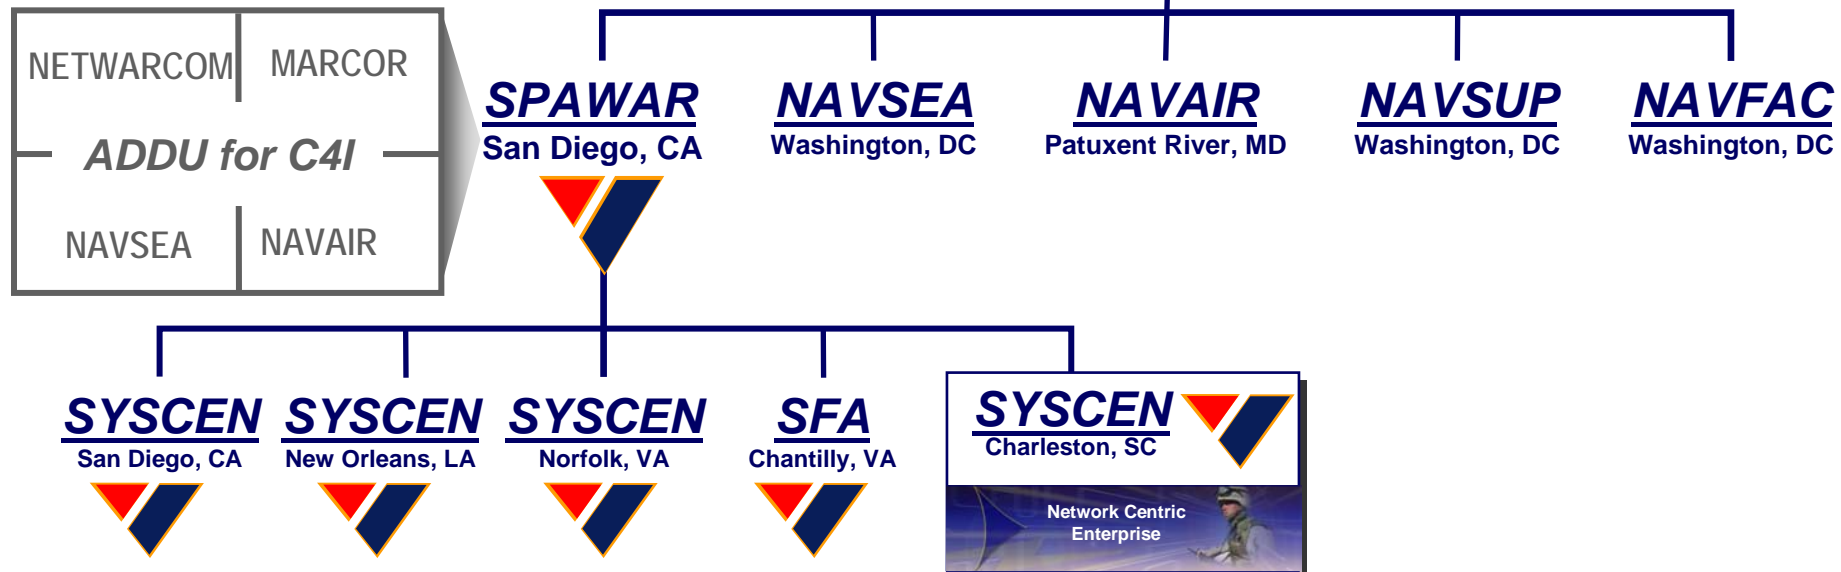 NETWARCOM
MARCOR
ADDU for C4I
NAVSEA
NAVAIR
SPAWAR
San Diego, CA
NAVSEA
Washington, DC
NAVAIR
Patuxent River, MD
NAVSUP
Washington, DC
NAVFAC
Washington, DC
SYSCEN
San Diego, CA
SYSCEN
New Orleans, LA
SYSCEN
Norfolk, VA
SFA
Chantilly, VA
SYSCEN
Charleston, SC
Network Centric
Enterprise